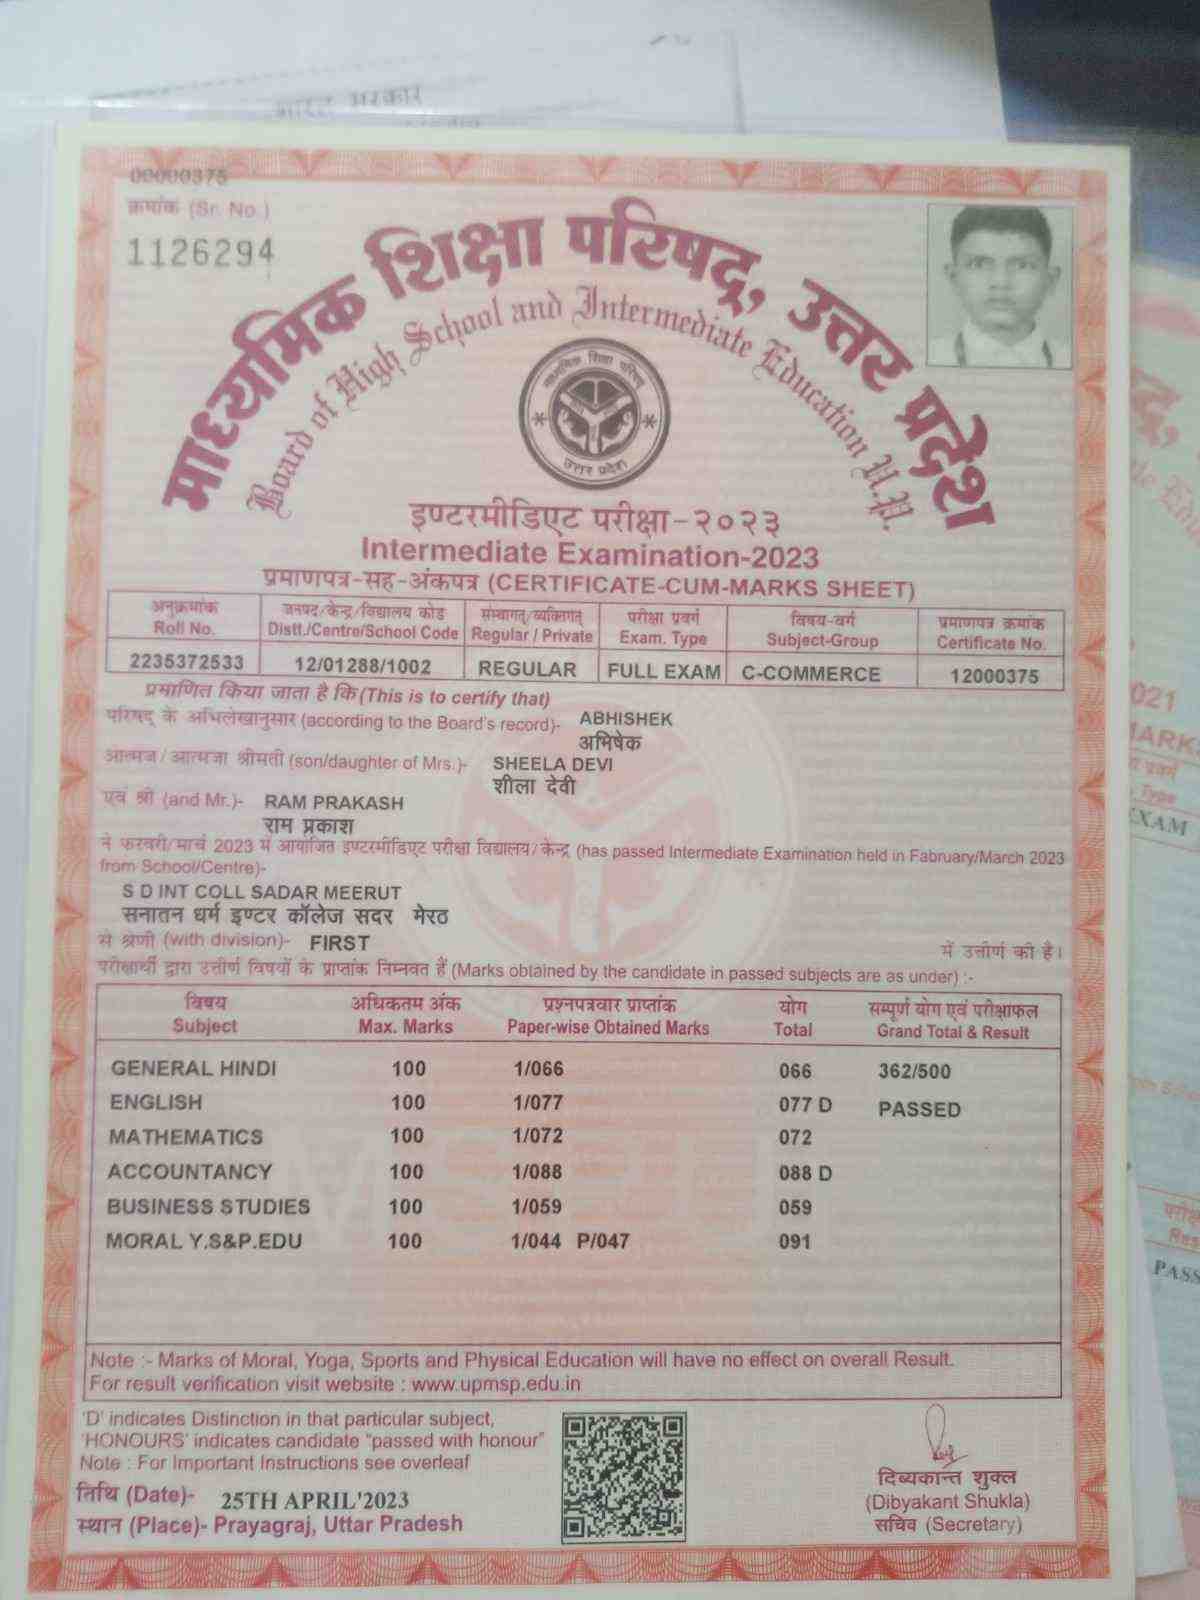 भारत सरकार
00000375
क्रमांक (Sr. No.)
1126294
माध्यमिक शिक्षा परिषद्, उत्तर प्रदेश
Board of High School and Intermediate Education U.P.
माध्यमिक शिक्षा परिषद
उत्तर प्रदेश
इण्टरमीडिएट परीक्षा-२०२३
Intermediate Examination-2023
प्रमाणपत्र-सह-अंकपत्र (CERTIFICATE-CUM-MARKS SHEET)
अनुक्रमांक जनपद/केन्द्र/विद्यालय कोड संस्थागत/व्यक्तिगत परीक्षा प्रवर्ग विषय-वर्ग प्रमाणपत्र क्रमांक
Roll No. Distt./Centre/School Code Regular / Private Exam. Type Subject-Group Certificate No.
2235372533 12/01288/1002 REGULAR FULL EXAM C-COMMERCE 12000375
प्रमाणित किया जाता है कि (This is to certify that)
परिषद् के अभिलेखानुसार (according to the Board's record)- ABHISHEK
अभिषेक
आत्मज/आत्मजा श्रीमती (son/daughter of Mrs.)- SHEELA DEVI
शीला देवी
एवं श्री (and Mr.)- RAM PRAKASH
राम प्रकाश
ने फरवरी/मार्च 2023 में आयोजित इण्टरमीडिएट परीक्षा विद्यालय/केन्द्र (has passed Intermediate Examination held in Fabruary/March 2023
from School/Centre)-
S D INT COLL SADAR MEERUT
सनातन धर्म इण्टर कॉलेज सदर मेरठ
से श्रेणी (with division)- FIRST में उत्तीर्ण की है।
परीक्षार्थी द्वारा उत्तीर्ण विषयों के प्राप्तांक निम्नवत हैं (Marks obtained by the candidate in passed subjects are as under) :-
विषय अधिकतम अंक प्रश्नपत्रवार प्राप्तांक योग सम्पूर्ण योग एवं परीक्षाफल
Subject Max. Marks Paper-wise Obtained Marks Total Grand Total & Result
GENERAL HINDI 100 1/066 066 362/500
ENGLISH 100 1/077 077 D PASSED
MATHEMATICS 100 1/072 072
ACCOUNTANCY 100 1/088 088 D
BUSINESS STUDIES 100 1/059 059
MORAL Y.S&P.EDU 100 1/044 P/047 091
Note :- Marks of Moral, Yoga, Sports and Physical Education will have no effect on overall Result.
For result verification visit website : www.upmsp.edu.in
'D' indicates Distinction in that particular subject,
'HONOURS' indicates candidate "passed with honour"
Note : For Important Instructions see overleaf
तिथि (Date)- 25TH APRIL'2023
स्थान (Place)- Prayagraj, Uttar Pradesh
दिब्यकान्त शुक्ल
(Dibyakant Shukla)
सचिव (Secretary)
2021
प्रवर्ग
Type
EXAM
PASS